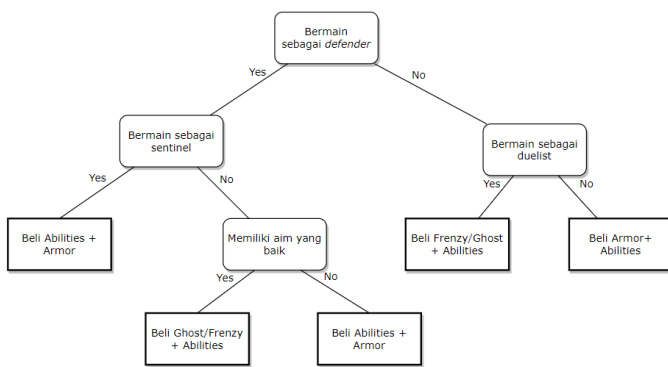 Bermain
sebagai defender
Yes
No
Bermain sebagai
sentinel
Bermain sebagai
duelist
Yes
No
Yes
No
Beli Abilities +
Armor
Memiliki aim yang
baik
Beli Frenzy/Ghost
+ Abilities
Beli Armor+
Abilities
Yes
No
Beli Ghost/Frenzy
+ Abilities
Beli Abilities +
Armor